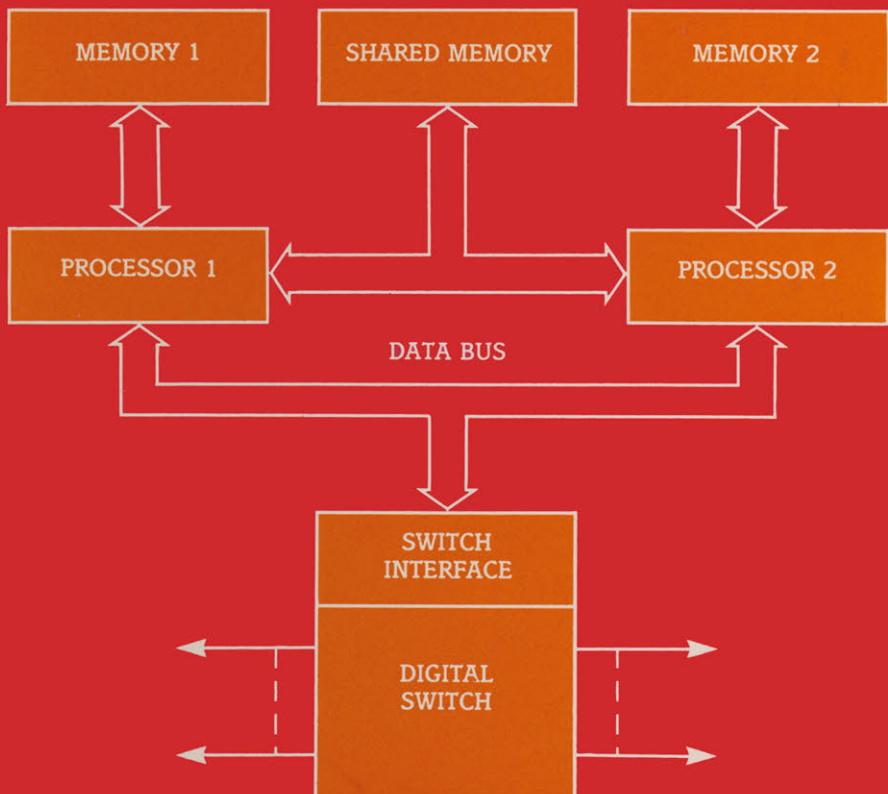 MEMORY 1
SHARED MEMORY
MEMORY 2
PROCESSOR 1
PROCESSOR 2
DATA BUS
SWITCH
INTERFACE
DIGITAL
SWITCH